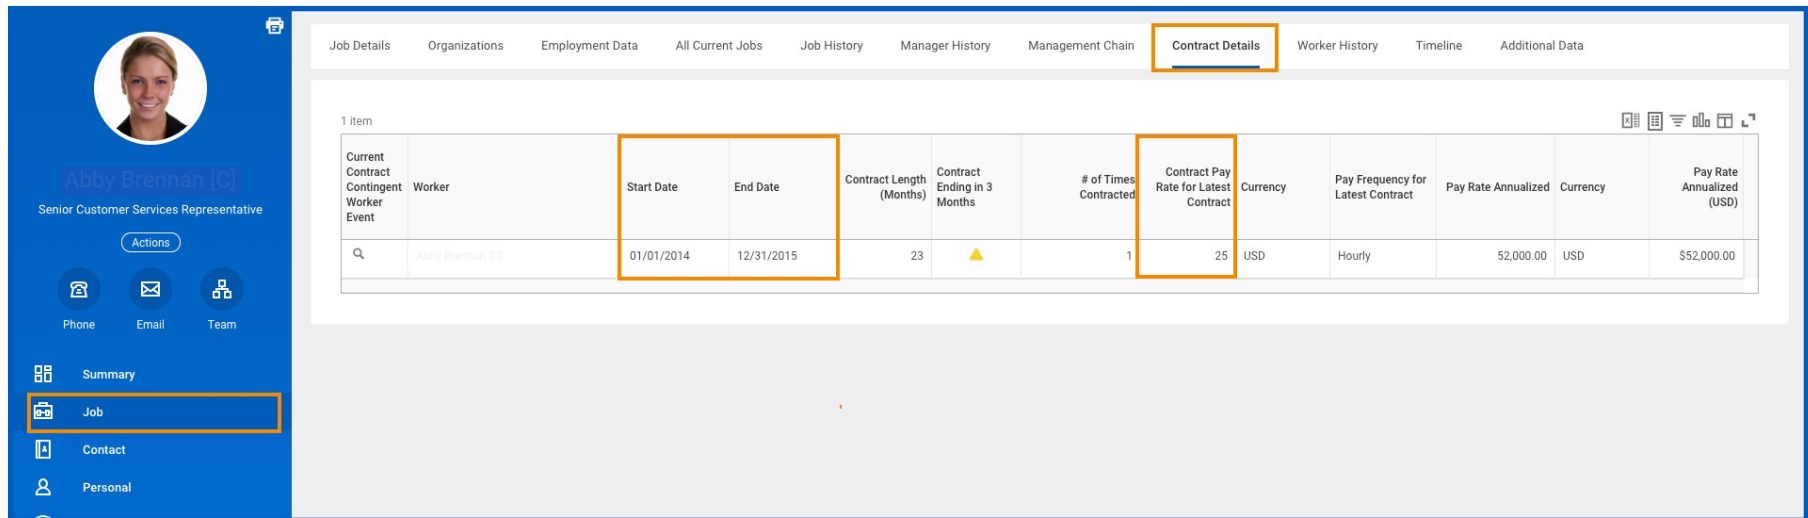 Abby Brennan [C]
Senior Customer Services Representative
Actions
Phone Email Team
Summary
Job
Contact
Personal
Job Details Organizations Employment Data All Current Jobs Job History Manager History Management Chain Contract Details Worker History Timeline Additional Data
1 item
Current
Contract
Contingent
Worker
Event
Worker
Start Date
End Date
Contract Length
(Months)
Contract
Ending in 3
Months
# of Times
Contracted
Contract Pay
Rate for Latest
Contract
Currency
Pay Frequency for
Latest Contract
Pay Rate Annualized
Currency
Pay Rate
Annualized
(USD)
Abby Brennan [C] 01/01/2014 12/31/2015 23 1 25 USD Hourly 52,000.00 USD $52,000.00